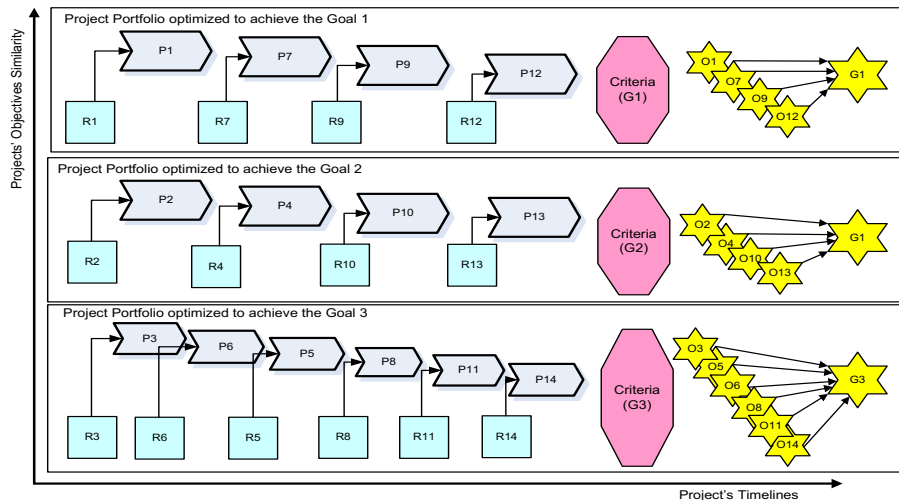 Projects' Objectives Similarity
Project Portfolio optimized to achieve the Goal 1
P1
P7
P9
P12
R1
R7
R9
R12
Criteria
(G1)
O1
O7
O9
O12
G1
Project Portfolio optimized to achieve the Goal 2
P2
P4
P10
P13
R2
R4
R10
R13
Criteria
(G2)
O2
O4
O10
O13
G1
Project Portfolio optimized to achieve the Goal 3
P3
P6
P5
P8
P11
P14
R3
R6
R5
R8
R11
R14
Criteria
(G3)
O3
O5
O6
O8
O11
O14
G3
Project's Timelines